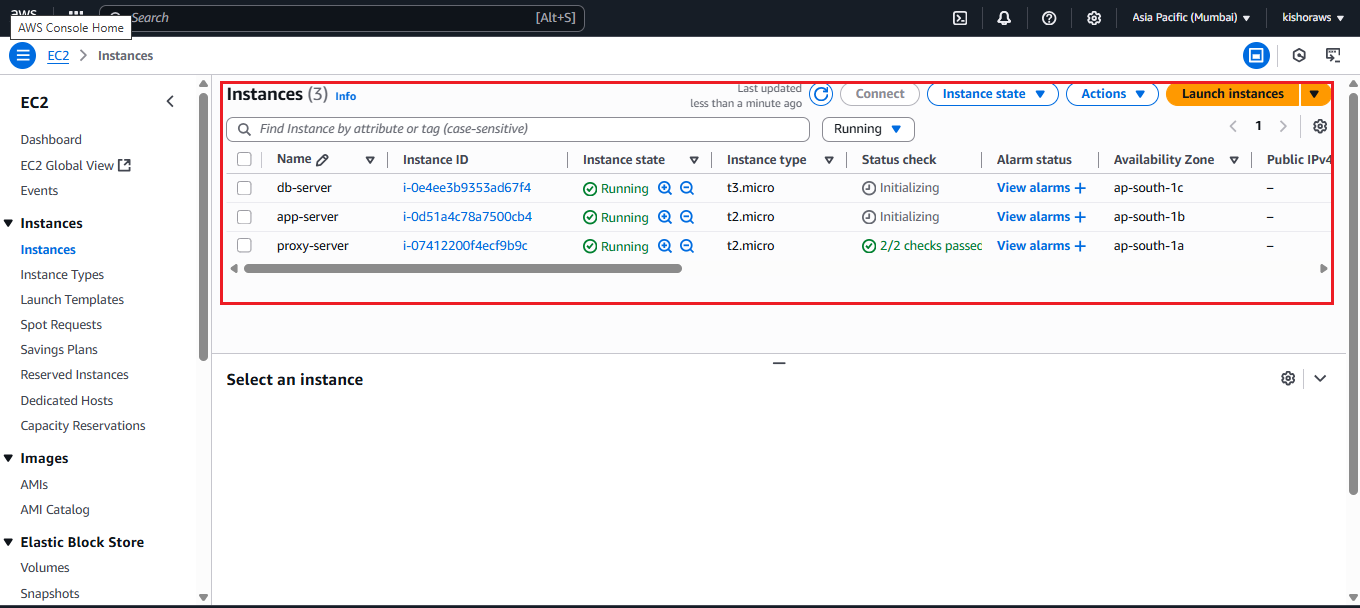 aws
Search
[Alt+S]
Asia Pacific (Mumbai)
kishoraws
AWS Console Home
EC2
Instances
EC2
Dashboard
EC2 Global View
Events
Instances
Instances
Instance Types
Launch Templates
Spot Requests
Savings Plans
Reserved Instances
Dedicated Hosts
Capacity Reservations
Images
AMIs
AMI Catalog
Elastic Block Store
Volumes
Snapshots
Instances (3) Info
Last updated
less than a minute ago
Connect
Instance state
Actions
Launch instances
Find Instance by attribute or tag (case-sensitive)
Running
1
Name Instance ID Instance state Instance type Status check Alarm status Availability Zone Public IPv4
db-server i-0e4ee3b9353ad67f4 Running t3.micro Initializing View alarms + ap-south-1c –
app-server i-0d51a4c78a7500cb4 Running t2.micro Initializing View alarms + ap-south-1b –
proxy-server i-07412200f4ecf9b9c Running t2.micro 2/2 checks passec View alarms + ap-south-1a –
Select an instance